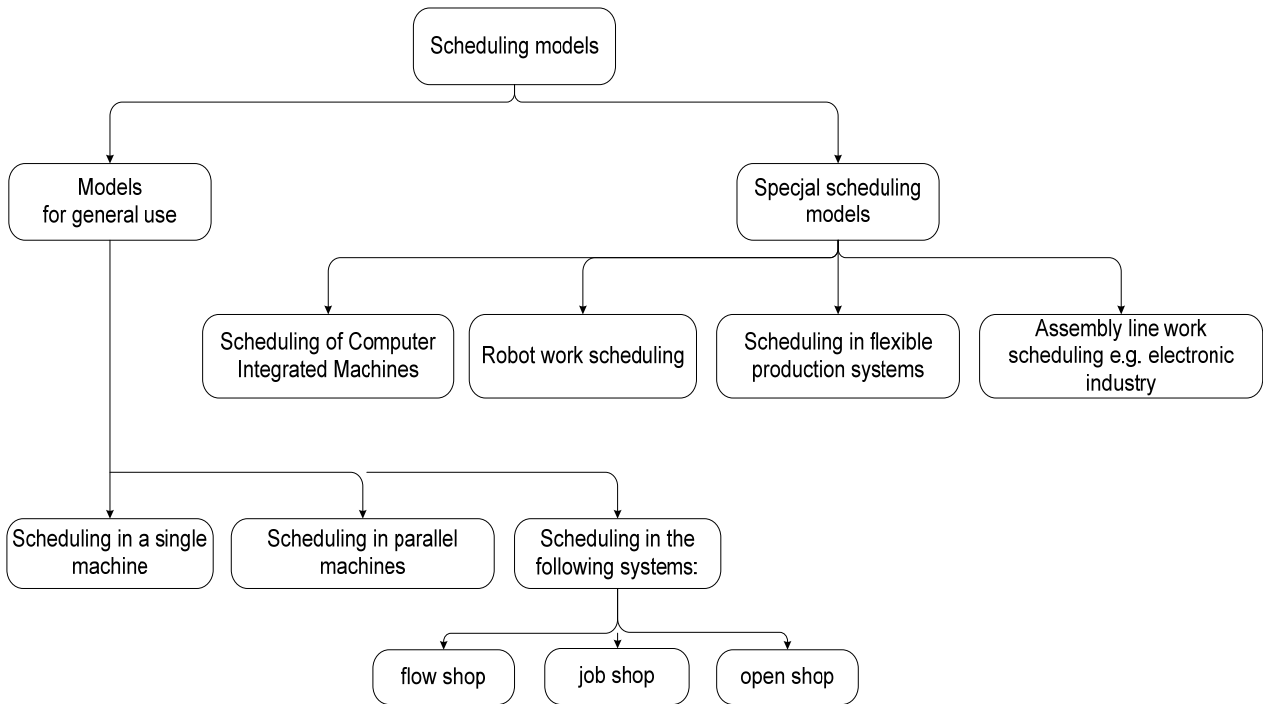 Scheduling models
Models
for general use
Specjal scheduling
models
Scheduling of Computer
Integrated Machines
Robot work scheduling
Scheduling in flexible
production systems
Assembly line work
scheduling e.g. electronic
industry
Scheduling in a single
machine
Scheduling in parallel
machines
Scheduling in the
following systems:
flow shop
job shop
open shop